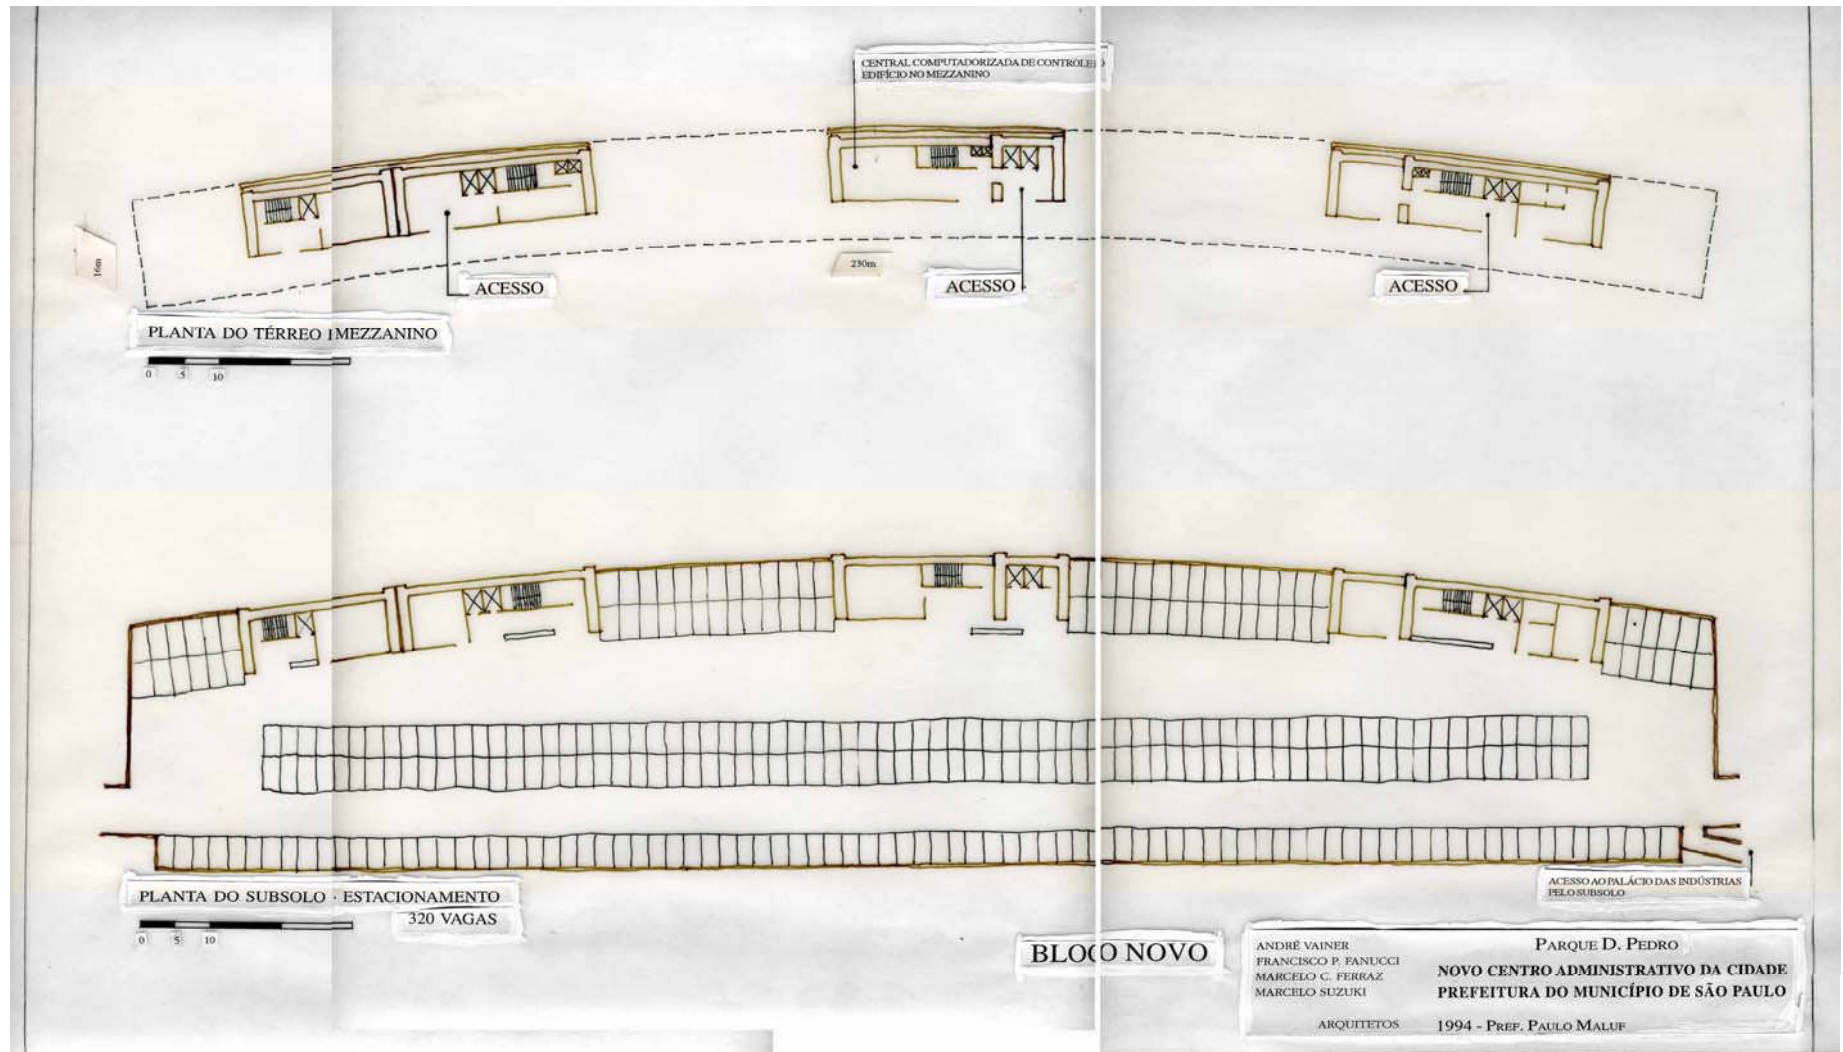 CENTRAL COMPUTADORIZADA DE CONTROLE
EDIFÍCIO NO MEZZANINO
16m
230m
ACESSO
ACESSO
ACESSO
PLANTA DO TÉRREO MEZZANINO
0 5 10
PLANTA DO SUBSOLO · ESTACIONAMENTO
320 VAGAS
0 5 10
ACESSO AO PALÁCIO DAS INDÚSTRIAS
PELO SUBSOLO
BLOCO NOVO
ANDRÉ VAINER
FRANCISCO P. FANUCCI
MARCELO C. FERRAZ
MARCELO SUZUKI
ARQUITETOS
PARQUE D. PEDRO
NOVO CENTRO ADMINISTRATIVO DA CIDADE
PREFEITURA DO MUNICÍPIO DE SÃO PAULO
1994 - PREF. PAULO MALUF